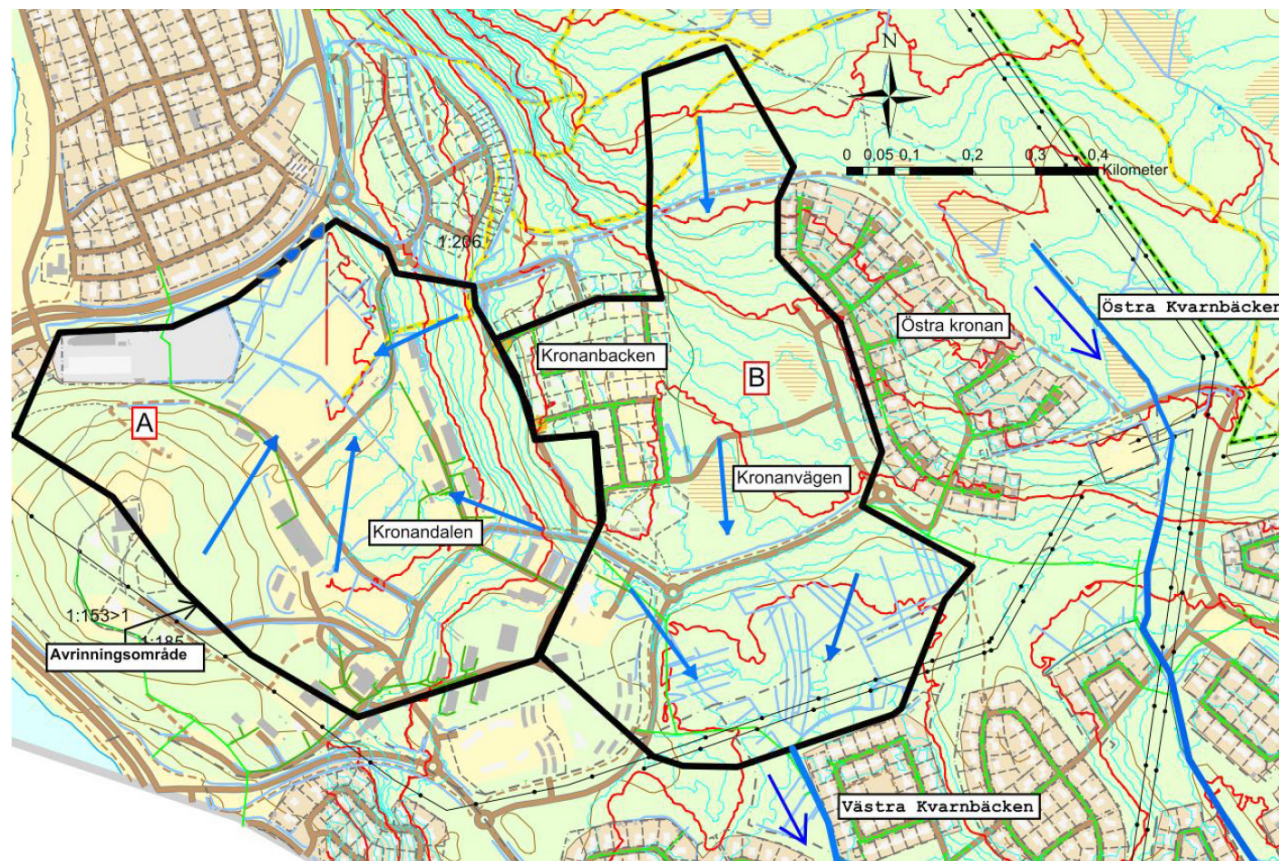 N
0 0,05 0,1 0,2 0,3 0,4
Kilometer
1:206
Östra Kvarnbäcken
Östra kronan
Kronanbacken
B
A
Kronanvägen
Kronandalen
1:153>1
1:185
Avrinningsområde
Västra Kvarnbäcken